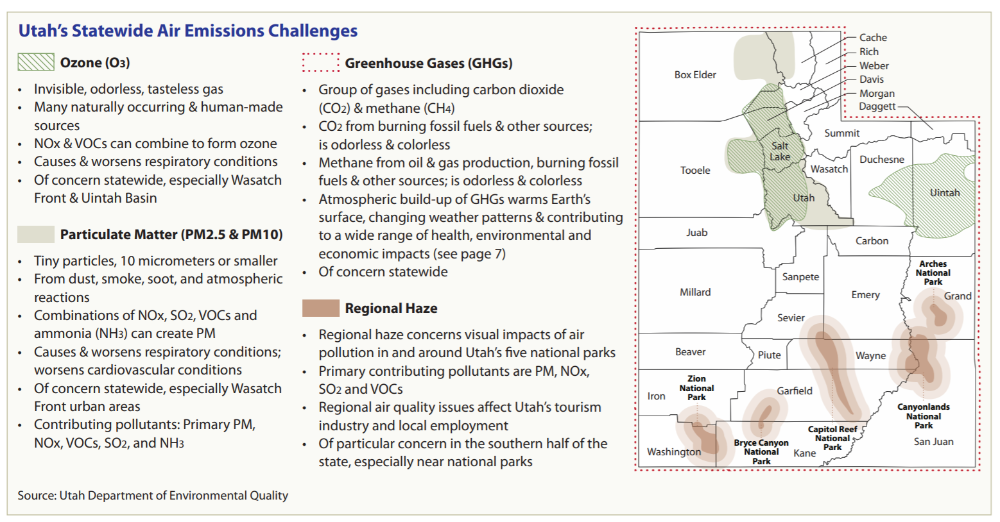 Utah's Statewide Air Emissions Challenges
Ozone (O3)
• Invisible, odorless, tasteless gas
• Many naturally occurring & human-made
sources
• NOx & VOCs can combine to form ozone
• Causes & worsens respiratory conditions
• Of concern statewide, especially Wasatch
Front & Uintah Basin
Particulate Matter (PM2.5 & PM10)
• Tiny particles, 10 micrometers or smaller
• From dust, smoke, soot, and atmospheric
reactions
• Combinations of NOx, SO2, VOCs and
ammonia (NH3) can create PM
• Causes & worsens respiratory conditions;
worsens cardiovascular conditions
• Of concern statewide, especially Wasatch
Front urban areas
• Contributing pollutants: Primary PM,
NOx, VOCs, SO2, and NH3
Greenhouse Gases (GHGs)
• Group of gases including carbon dioxide
(CO2) & methane (CH4)
• CO2 from burning fossil fuels & other sources;
is odorless & colorless
• Methane from oil & gas production, burning fossil
fuels & other sources; is odorless & colorless
• Atmospheric build-up of GHGs warms Earth's
surface, changing weather patterns & contributing
to a wide range of health, environmental and
economic impacts (see page 7)
• Of concern statewide
Regional Haze
• Regional haze concerns visual impacts of air
pollution in and around Utah's five national parks
• Primary contributing pollutants are PM, NOx,
SO2 and VOCs
• Regional air quality issues affect Utah's tourism
industry and local employment
• Of particular concern in the southern half of the
state, especially near national parks
Cache
Rich
Weber
Davis
Morgan
Daggett
Box Elder
Summit
Salt
Lake
Tooele
Wasatch
Duchesne
Uintah
Utah
Juab
Carbon
Arches
National
Park
Grand
Sanpete
Millard
Emery
Sevier
Beaver
Piute
Wayne
Zion
National
Park
Iron
Garfield
Canyonlands
National
Park
Capitol Reef
National
Park
Bryce Canyon
National
Park
Washington
Kane
San Juan
Source: Utah Department of Environmental Quality